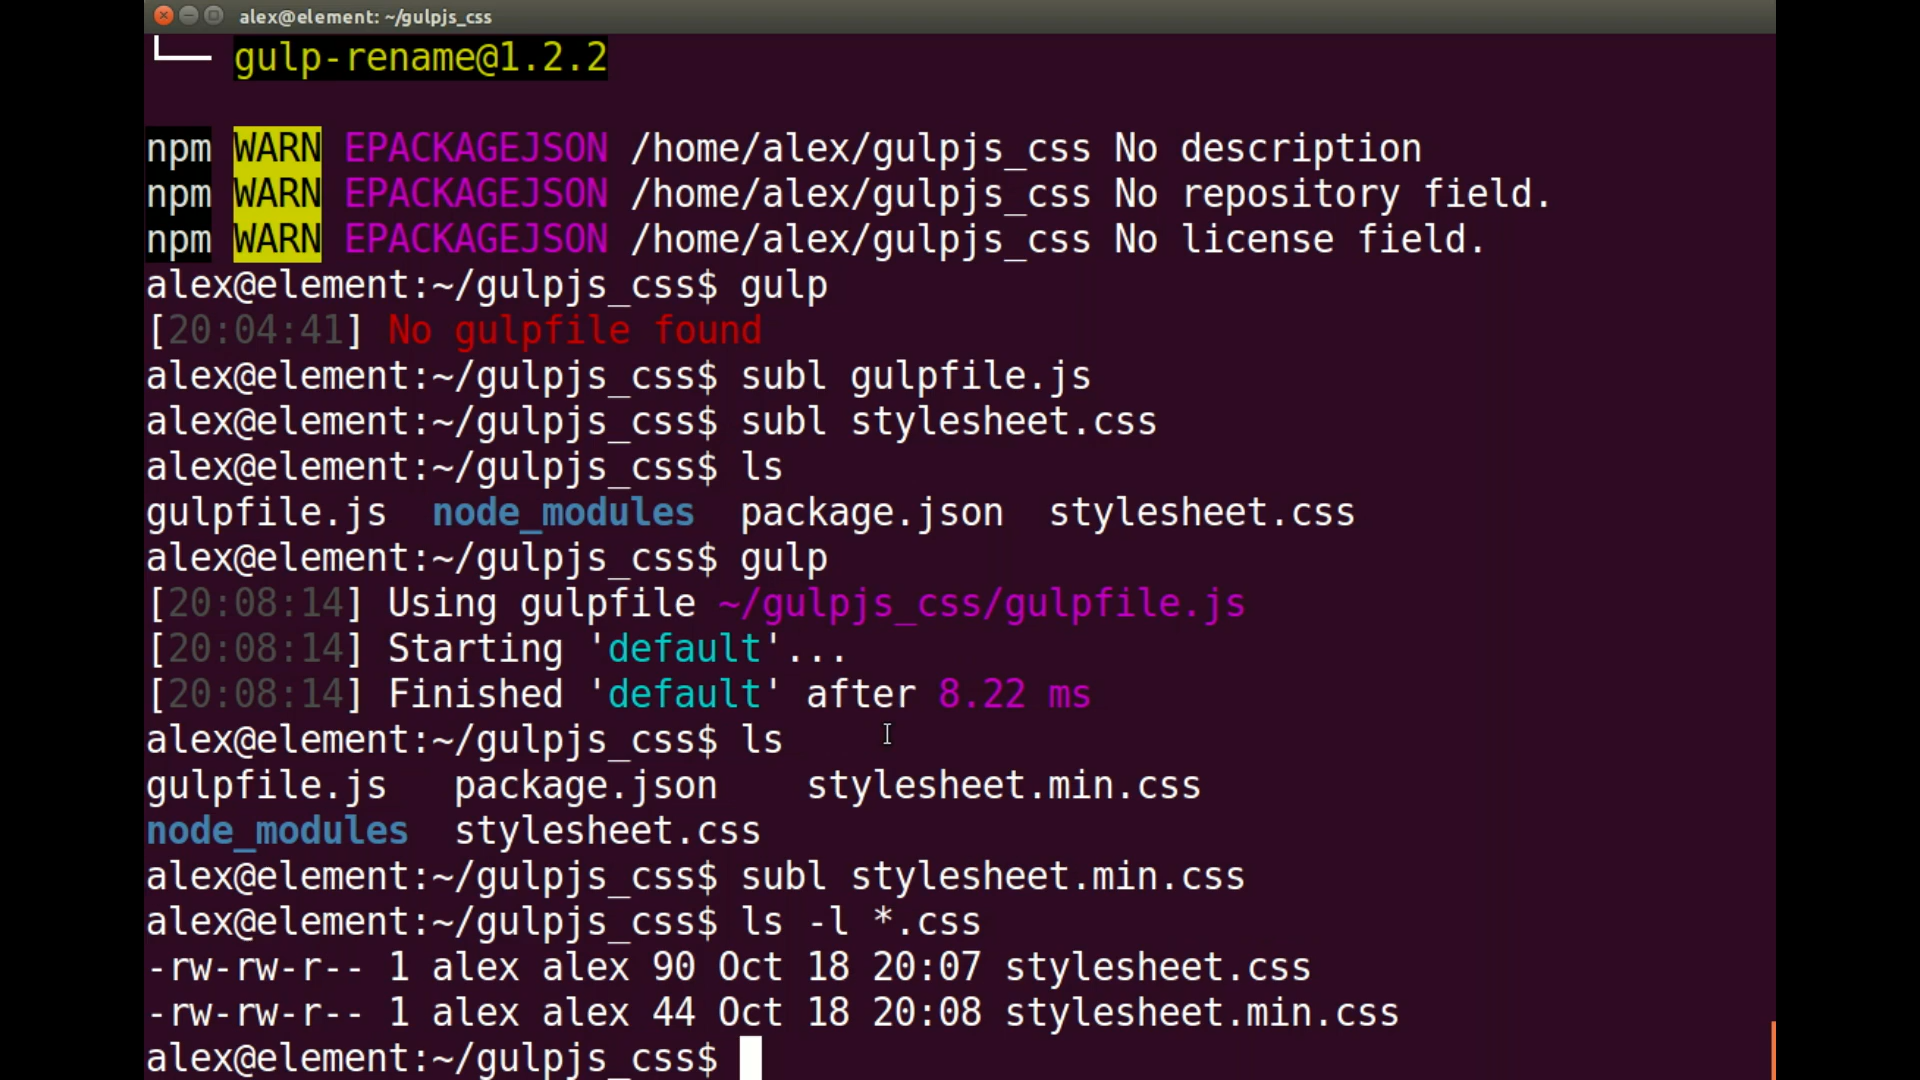 alex@element: ~/gulpjs_css
└── gulp-rename@1.2.2
npm WARN EPACKAGEJSON /home/alex/gulpjs_css No description
npm WARN EPACKAGEJSON /home/alex/gulpjs_css No repository field.
npm WARN EPACKAGEJSON /home/alex/gulpjs_css No license field.
alex@element:~/gulpjs_css$ gulp
[20:04:41] No gulpfile found
alex@element:~/gulpjs_css$ subl gulpfile.js
alex@element:~/gulpjs_css$ subl stylesheet.css
alex@element:~/gulpjs_css$ ls
gulpfile.js  node_modules  package.json  stylesheet.css
alex@element:~/gulpjs_css$ gulp
[20:08:14] Using gulpfile ~/gulpjs_css/gulpfile.js
[20:08:14] Starting 'default'...
[20:08:14] Finished 'default' after 8.22 ms
alex@element:~/gulpjs_css$ ls
gulpfile.js   package.json    stylesheet.min.css
node_modules  stylesheet.css
alex@element:~/gulpjs_css$ subl stylesheet.min.css
alex@element:~/gulpjs_css$ ls -l *.css
-rw-rw-r-- 1 alex alex 90 Oct 18 20:07 stylesheet.css
-rw-rw-r-- 1 alex alex 44 Oct 18 20:08 stylesheet.min.css
alex@element:~/gulpjs_css$